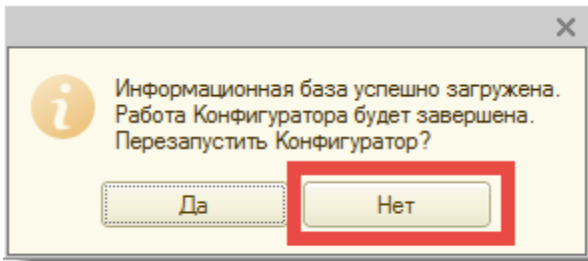 Информационная база успешно загружена.
Работа Конфигуратора будет завершена.
Перезапустить Конфигуратор?
Да
Нет